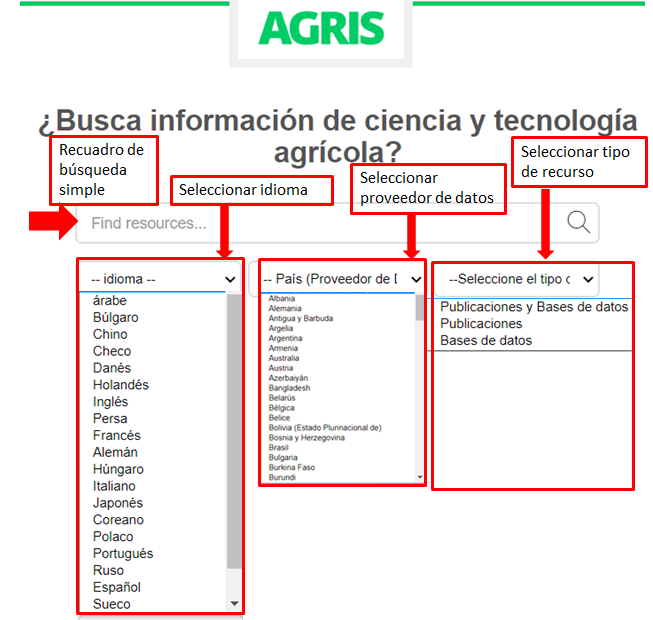 AGRIS
¿Busca información de ciencia y tecnología
agrícola?
Recuadro de
búsqueda
simple
Seleccionar idioma
Seleccionar
proveedor de datos
Seleccionar tipo
de recurso
Find resources...
-- idioma --
árabe
Búlgaro
Chino
Checo
Danés
Holandés
Inglés
Persa
Francés
Alemán
Húngaro
Italiano
Japonés
Coreano
Polaco
Portugués
Ruso
Español
Sueco
-- País (Proveedor de D
Albania
Alemania
Antigua y Barbuda
Argelia
Argentina
Armenia
Australia
Austria
Azerbaiyán
Bangladesh
Belarús
Bélgica
Belice
Bolivia (Estado Plurinacional de)
Bosnia y Herzegovina
Brasil
Bulgaria
Burkina Faso
Burundi
--Seleccione el tipo c
Publicaciones y Bases de datos
Publicaciones
Bases de datos